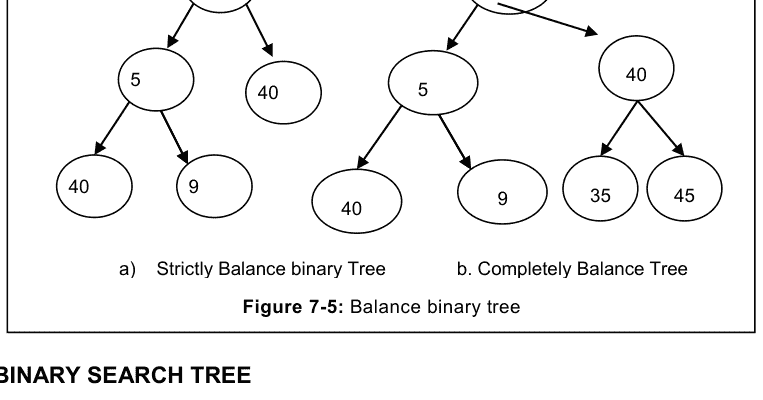 5
40
40
5
40
9
40
9
35
45
a) Strictly Balance binary Tree
b. Completely Balance Tree
Figure 7-5: Balance binary tree
BINARY SEARCH TREE